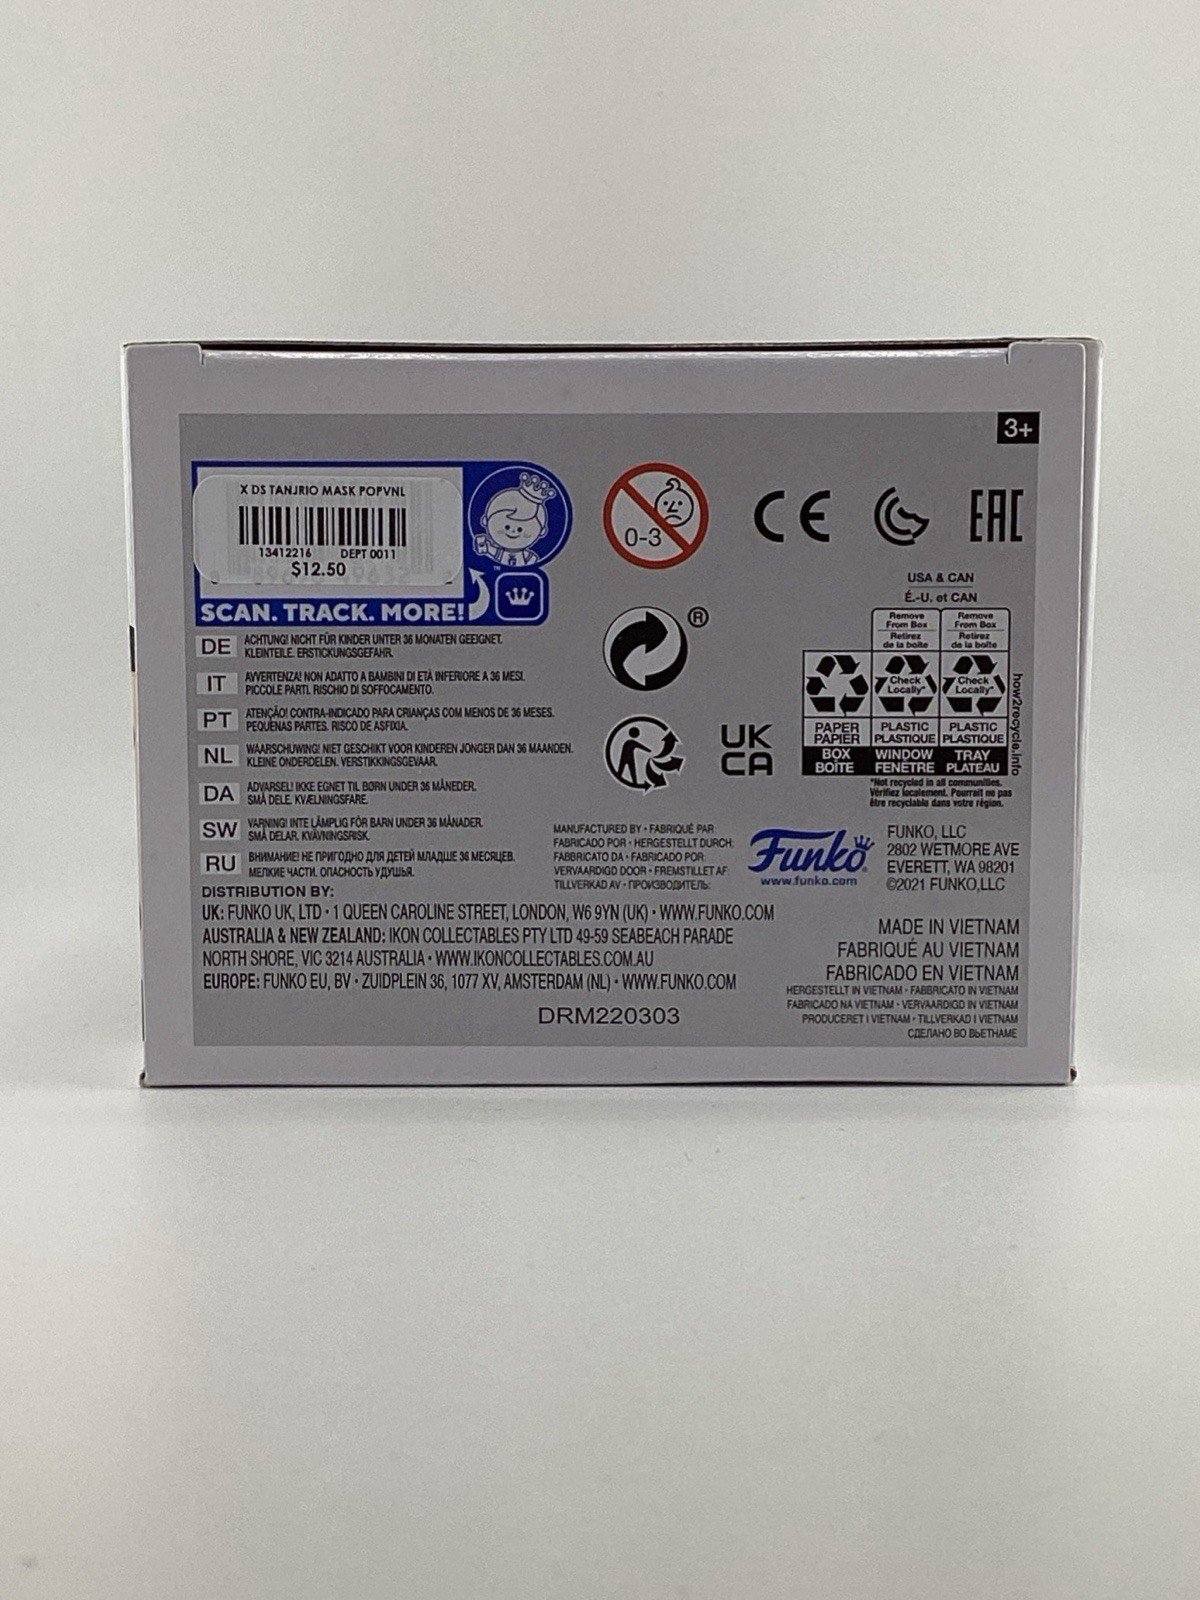 3+
X DS TANJRIO MASK POPVNL
13412216 DEPT 0011
$12.50
SCAN. TRACK. MORE!
™
0-3
CE
EAC
®
UK
CA
USA & CAN
É.-U. et CAN
Remove
From Box
Retirez
de la boîte
Remove
From Box
Retirez
de la boîte
Check
Locally*
Check
Locally*
PAPER
PAPIER
PLASTIC
PLASTIQUE
PLASTIC
PLASTIQUE
BOX
BOÎTE
WINDOW
FENÊTRE
TRAY
PLATEAU
how2recycle.info
*Not recycled in all communities.
Vérifiez localement. Pourrait ne pas
être recyclable dans votre région.
DE ACHTUNG! NICHT FÜR KINDER UNTER 36 MONATEN GEEIGNET.
KLEINTEILE. ERSTICKUNGSGEFAHR.
IT AVVERTENZA! NON ADATTO A BAMBINI DI ETÀ INFERIORE A 36 MESI.
PICCOLE PARTI. RISCHIO DI SOFFOCAMENTO.
PT ATENÇÃO! CONTRA-INDICADO PARA CRIANÇAS COM MENOS DE 36 MESES.
PEQUENAS PARTES. RISCO DE ASFIXIA.
NL WAARSCHUWING! NIET GESCHIKT VOOR KINDEREN JONGER DAN 36 MAANDEN.
KLEINE ONDERDELEN. VERSTIKKINGSGEVAAR.
DA ADVARSEL! IKKE EGNET TIL BØRN UNDER 36 MÅNEDER.
SMÅ DELE. KVÆLNINGSFARE.
SW VARNING! INTE LÄMPLIG FÖR BARN UNDER 36 MÅNADER.
SMÅ DELAR. KVÄVNINGSRISK.
RU ВНИМАНИЕ! НЕ ПРИГОДНО ДЛЯ ДЕТЕЙ МЛАДШЕ 36 МЕСЯЦЕВ.
МЕЛКИЕ ЧАСТИ. ОПАСНОСТЬ УДУШЬЯ.
MANUFACTURED BY • FABRIQUÉ PAR
FABRICADO POR • HERGESTELLT DURCH:
FABBRICATO DA • FABRICADO POR
VERVAARDIGD DOOR • FREMSTILLET AF:
TILLVERKAD AV • ПРОИЗВОДИТЕЛЬ:
Funko
www.funko.com
FUNKO, LLC
2802 WETMORE AVE
EVERETT, WA 98201
©2021 FUNKO,LLC
DISTRIBUTION BY:
UK: FUNKO UK, LTD • 1 QUEEN CAROLINE STREET, LONDON, W6 9YN (UK) • WWW.FUNKO.COM
AUSTRALIA & NEW ZEALAND: IKON COLLECTABLES PTY LTD 49-59 SEABEACH PARADE
NORTH SHORE, VIC 3214 AUSTRALIA • WWW.IKONCOLLECTABLES.COM.AU
EUROPE: FUNKO EU, BV • ZUIDPLEIN 36, 1077 XV, AMSTERDAM (NL) • WWW.FUNKO.COM
DRM220303
MADE IN VIETNAM
FABRIQUÉ AU VIETNAM
FABRICADO EN VIETNAM
HERGESTELLT IN VIETNAM • FABBRICATO IN VIETNAM
FABRICADO NA VIETNAM • VERVAARDIGD IN VIETNAM
PRODUCERET I VIETNAM • TILLVERKAD I VIETNAM
СДЕЛАНО ВО ВЬЕТНАМЕ